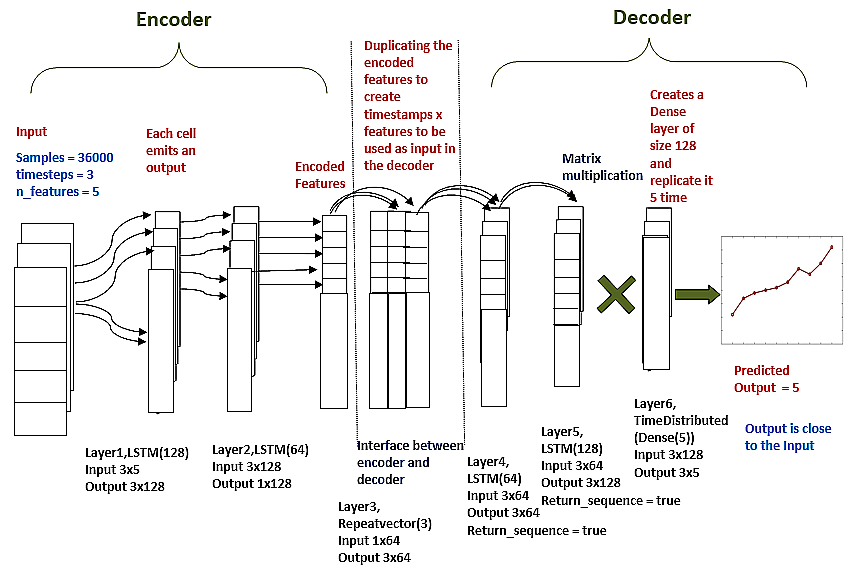 Encoder
Decoder
Input
Samples = 36000
timesteps = 3
n_features = 5
Each cell
emits an
output
Encoded
Features
Duplicating the
encoded
features to
create
timestamps x
features to be
used as input in
the decoder
Matrix
multiplication
Creates a
Dense
layer of
size 128
and
replicate it
5 time
Predicted
Output = 5
Output is close
to the Input
Layer1,LSTM(128)
Input 3x5
Output 3x128
Layer2,LSTM(64)
Input 3x128
Output 1x128
Interface between
encoder and
decoder
Layer3,
Repeatvector(3)
Input 1x64
Output 3x64
Layer4,
LSTM(64)
Input 3x64
Output 3x64
Return_sequence = true
Layer5,
LSTM(128)
Input 3x64
Output 3x128
Return_sequence = true
Layer6,
TimeDistributed
(Dense(5))
Input 3x128
Output 3x5